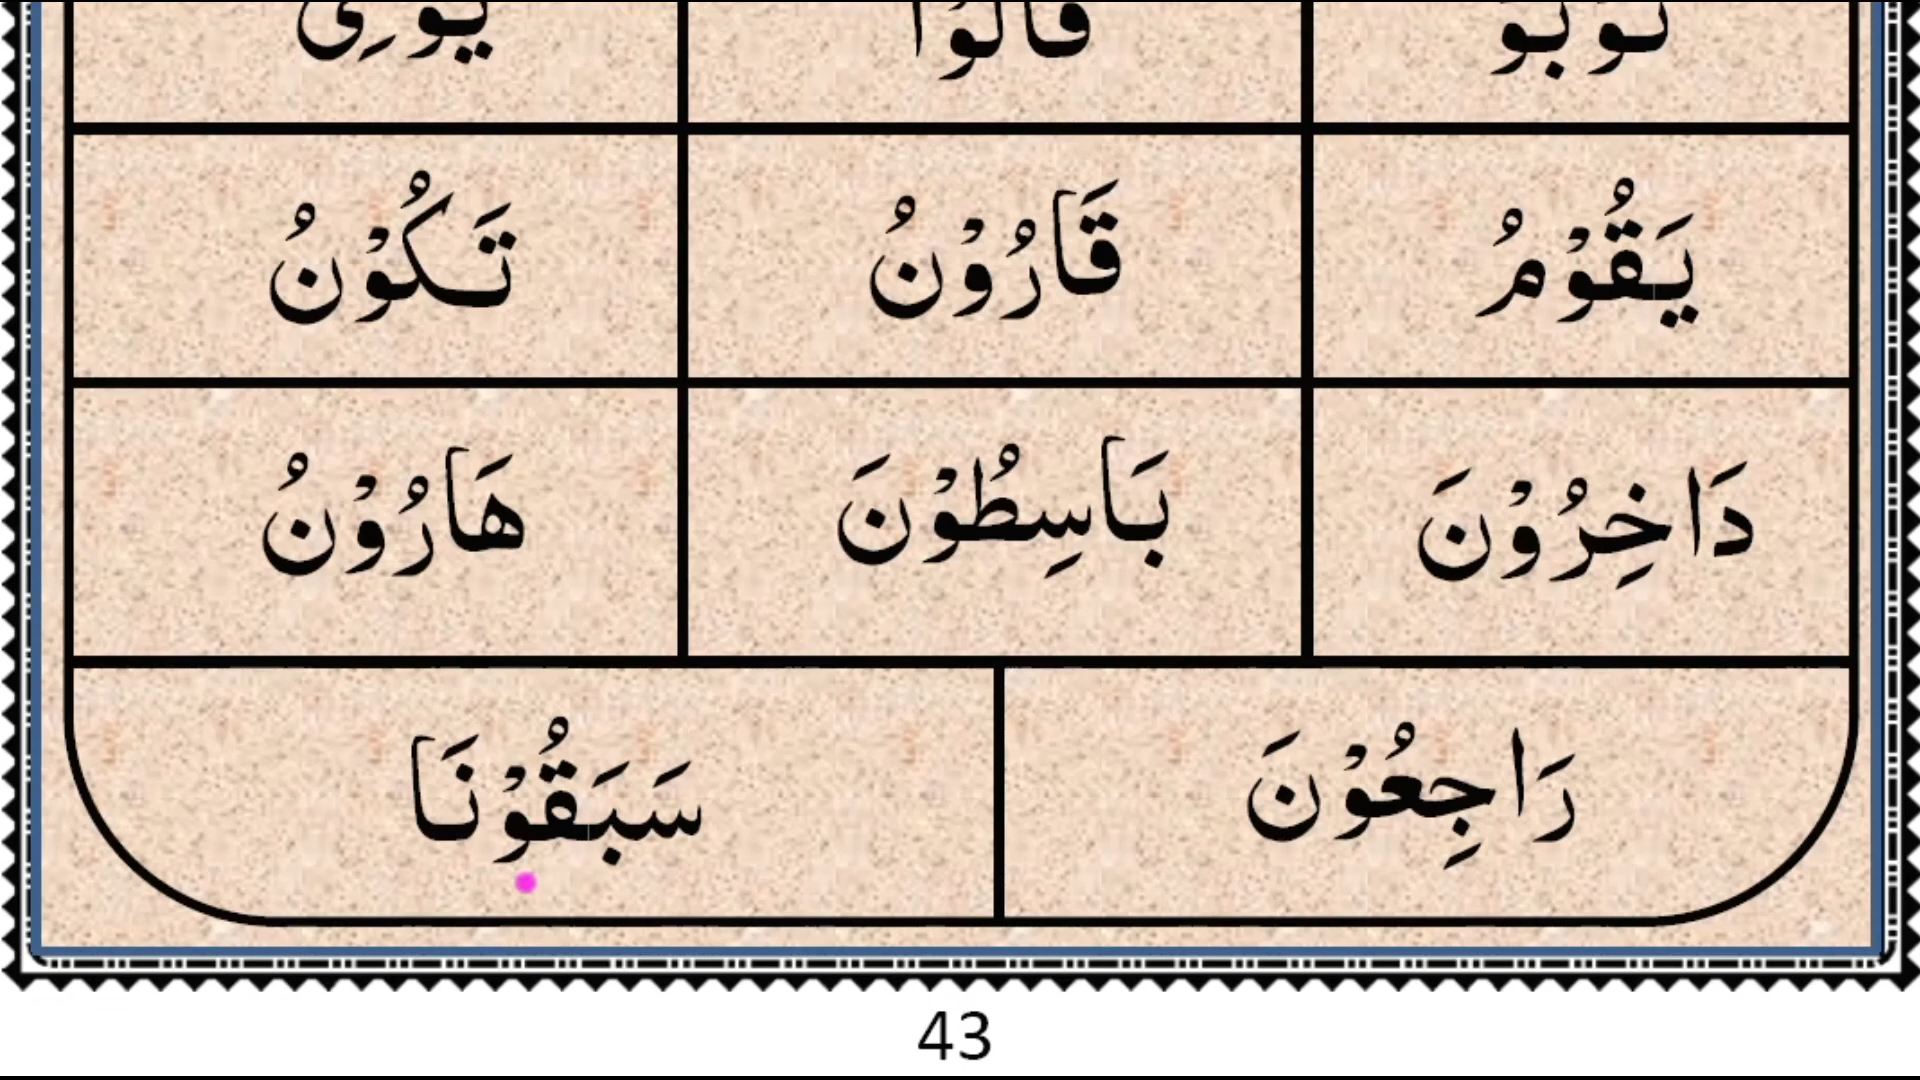 يَقُوْمُ قَارُوْنُ تَكُوْنُ
دَاخِرُوْنَ بَاسِطُوْنَ هَارُوْنُ
رَاجِعُوْنَ سَبَقُوْنَا
43